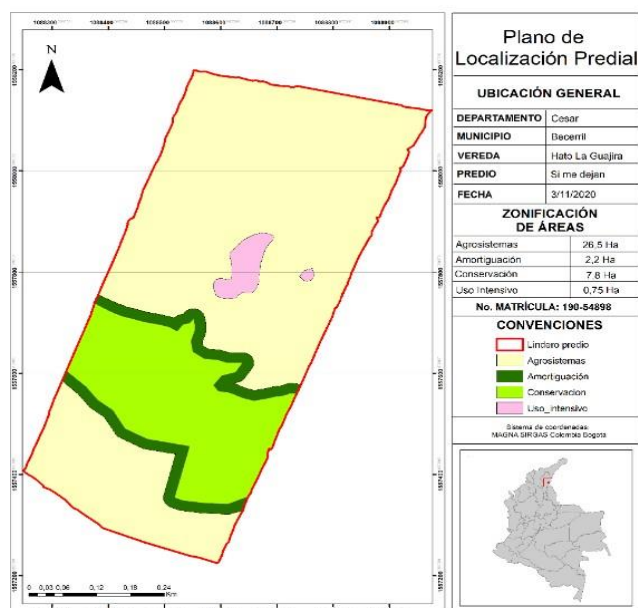 Plano de
Localización Predial
UBICACIÓN GENERAL
DEPARTAMENTO Cesar
MUNICIPIO Becerril
VEREDA Hato La Guajira
PREDIO Si me dejan
FECHA 3/11/2020
ZONIFICACIÓN
DE ÁREAS
Agrosistemas 26,5 Ha
Amortiguación 2,2 Ha
Conservación 7,8 Ha
Uso Intensivo 0,75 Ha
No. MATRÍCULA: 190-54898
CONVENCIONES
Lindero predio
Agrosistemas
Amortiguación
Conservacion
Uso_Intensivo
Sistema de coordenadas:
MAGNA SIRGAS Colombia Bogota
N
0 0,03 0,06 0,12 0,18 0,24
Km